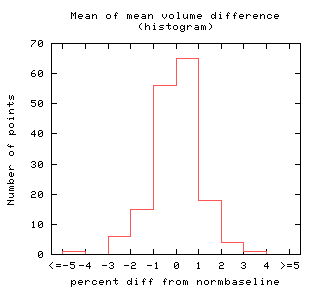 Mean of mean volume difference
(histogram)
70
60
50
40
30
20
10
0
Number of points
<=-5 -4 -3 -2 -1 0 1 2 3 4 >=5
percent diff from normbaseline